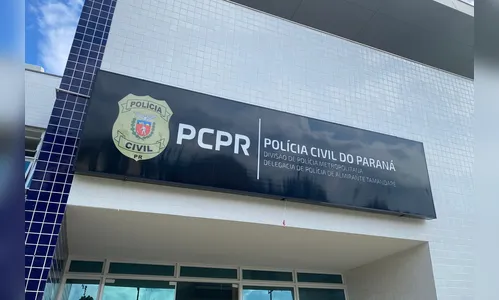 POLÍCIA
CIVIL
PR
PCPR
POLÍCIA CIVIL DO PARANÁ
DIVISÃO DE POLÍCIA METROPOLITANA
DELEGACIA DE POLÍCIA DE ALMIRANTE TAMANDARÉ